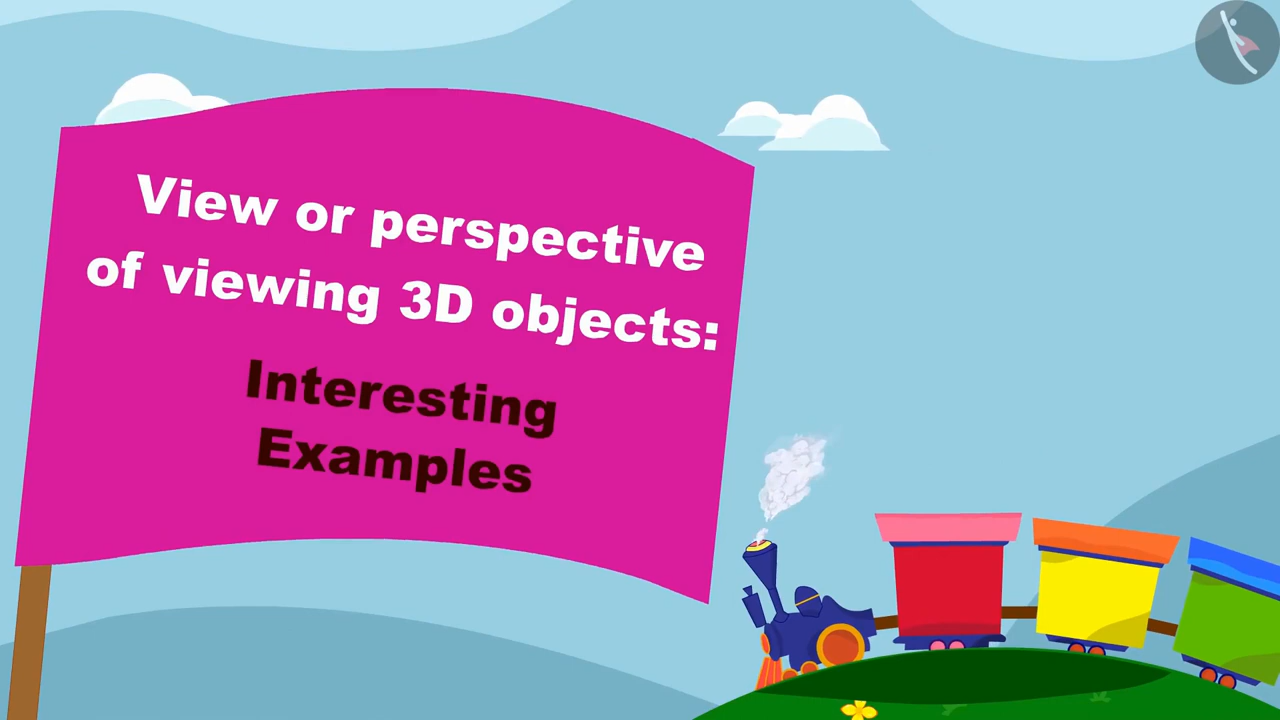 View or perspective
of viewing 3D objects:
Interesting
Examples